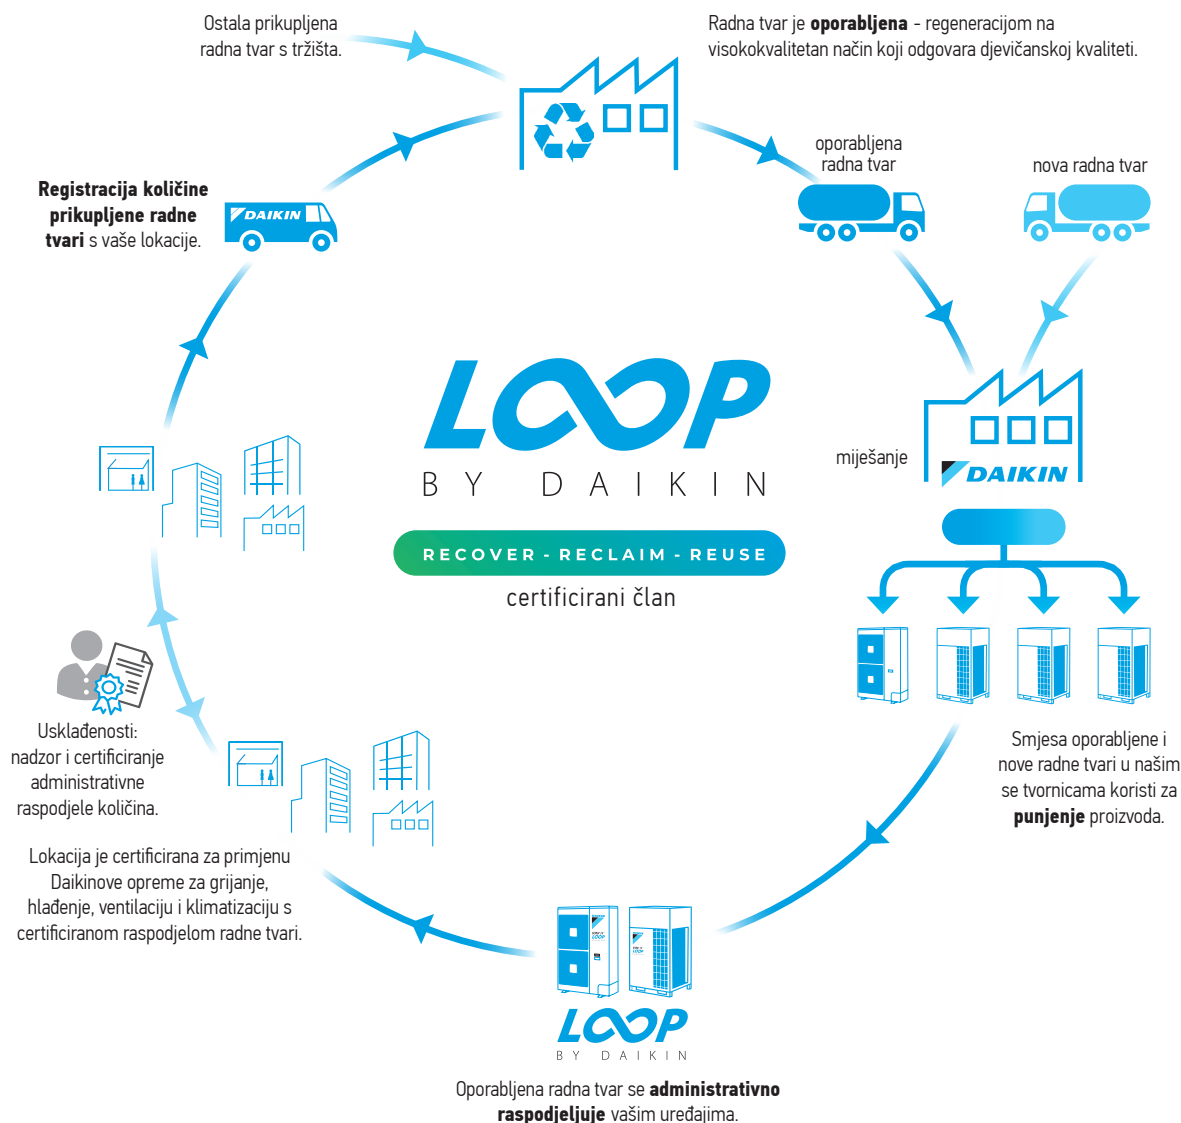 Ostala prikupljena
radna tvar s tržišta.
Radna tvar je oporabljena - regeneracijom na
visokokvalitetan način koji odgovara djevičanskoj kvaliteti.
oporabljena
radna tvar
nova radna tvar
Registracija količine
prikupljene radne
tvari s vaše lokacije.
DAIKIN
LOOP
BY DAIKIN
RECOVER - RECLAIM - REUSE
certificirani član
miješanje
DAIKIN
Smjesa oporabljene i
nove radne tvari u našim
se tvornicama koristi za
punjenje proizvoda.
Usklađenosti:
nadzor i certificiranje
administrativne
raspodjele količina.
Lokacija je certificirana za primjenu
Daikinove opreme za grijanje,
hlađenje, ventilaciju i klimatizaciju s
certificiranom raspodjelom radne tvari.
LOOP
BY DAIKIN
Oporabljena radna tvar se administrativno
raspodjeljuje vašim uređajima.